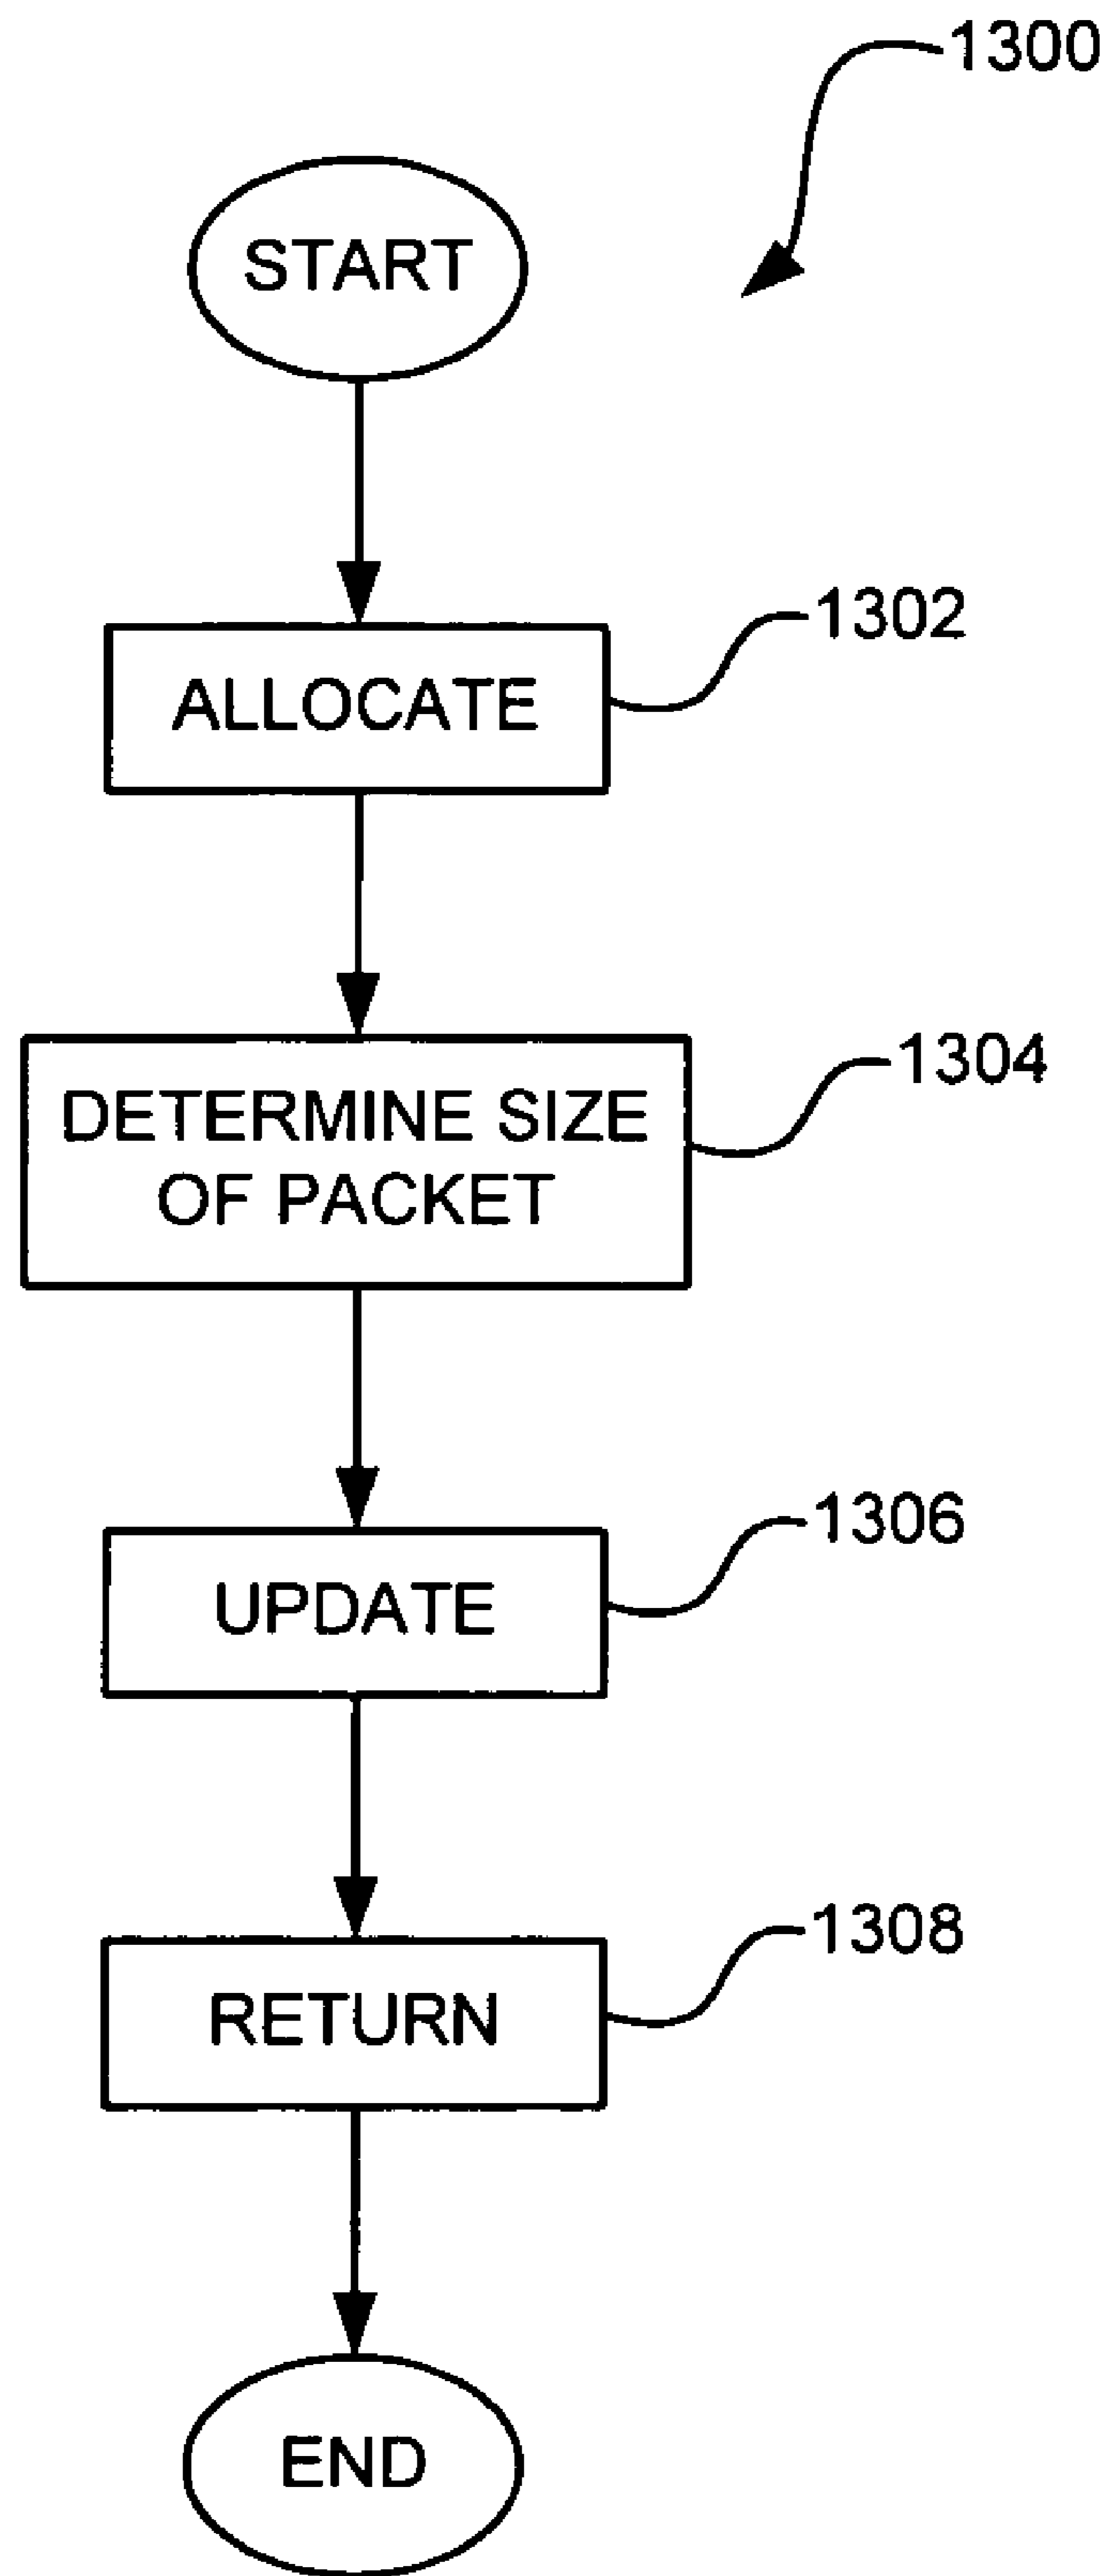 1300
START
1302
ALLOCATE
1304
DETERMINE SIZE
OF PACKET
1306
UPDATE
1308
RETURN
END